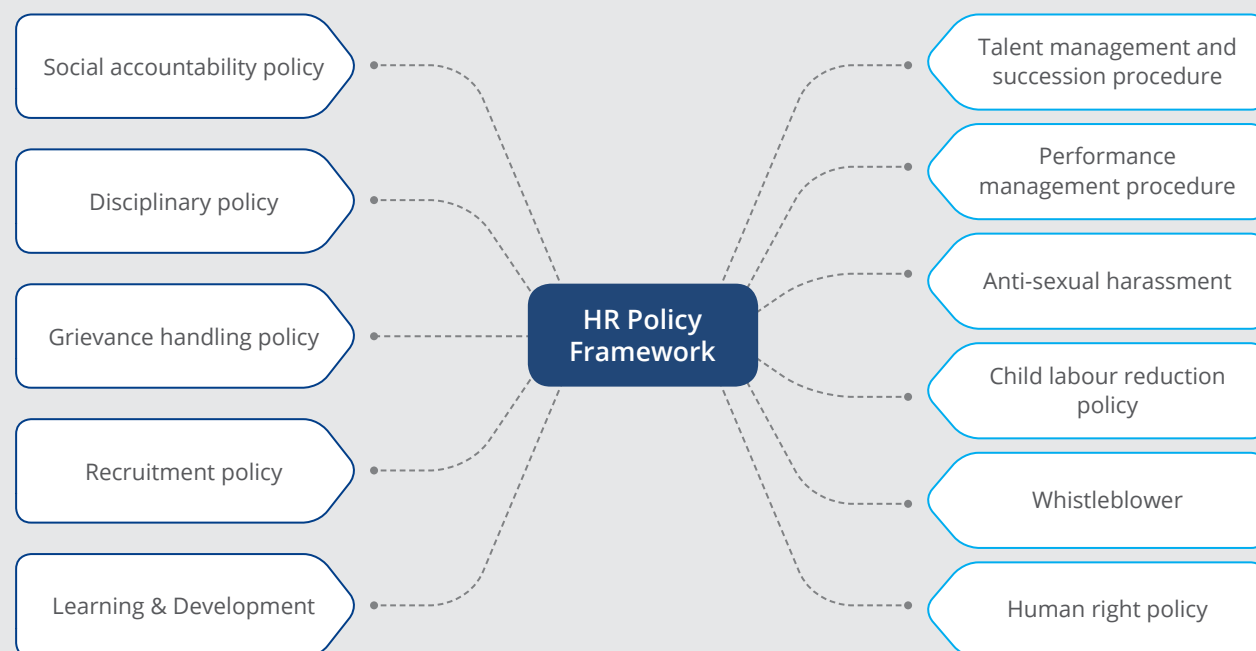 Social accountability policy
Disciplinary policy
Grievance handling policy
Recruitment policy
Learning & Development
HR Policy
Framework
Talent management and
succession procedure
Performance
management procedure
Anti-sexual harassment
Child labour reduction
policy
Whistleblower
Human right policy